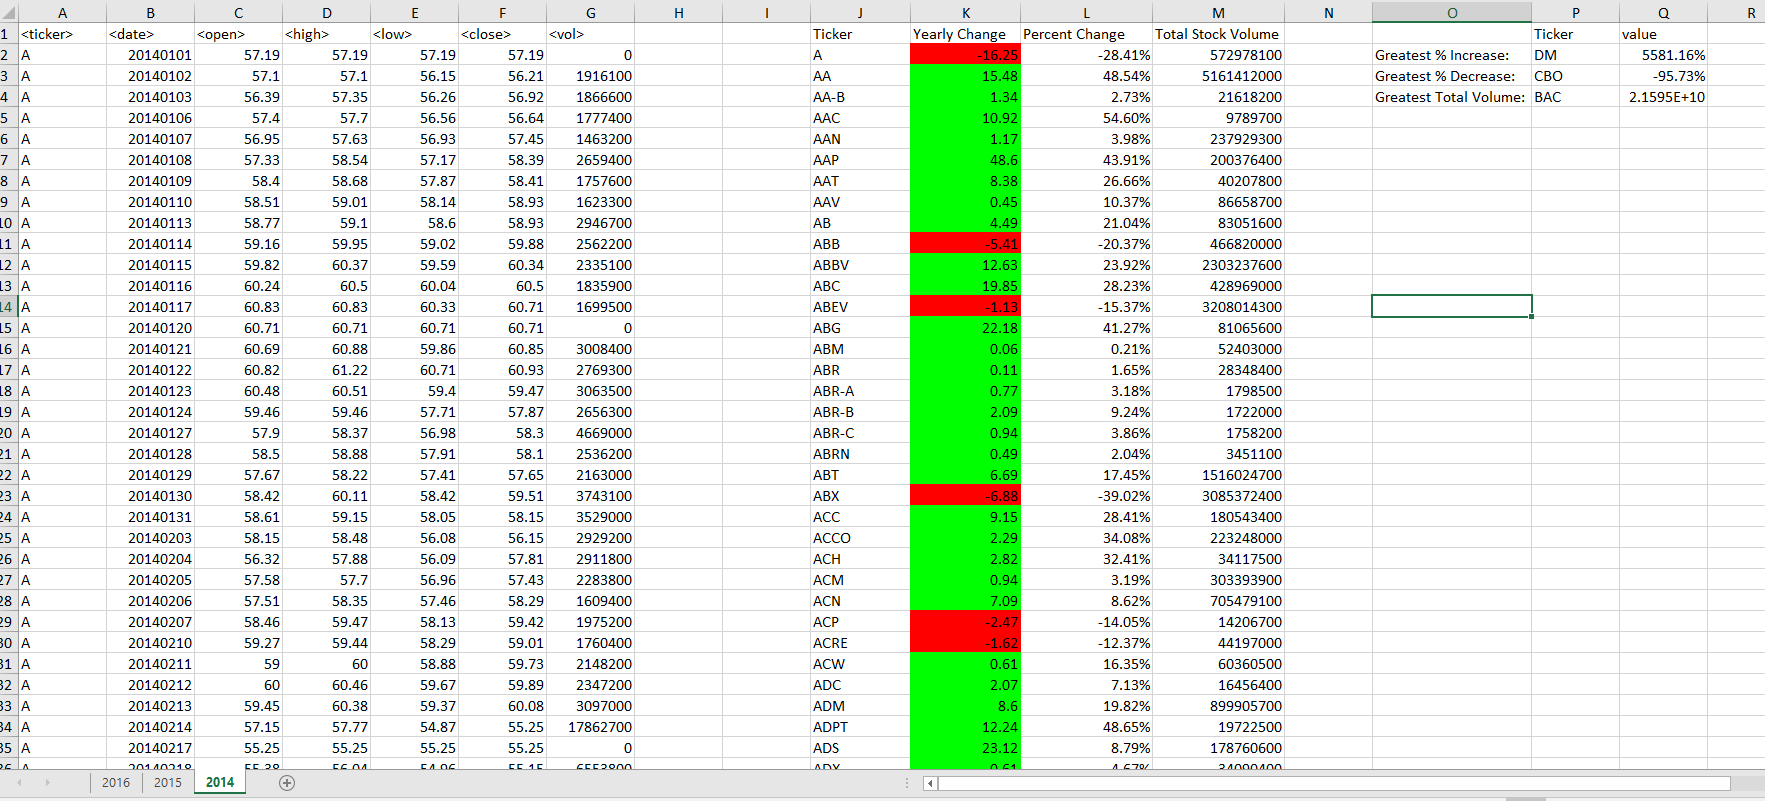 A B C D E F G H I J K L M N O P Q R
1 <ticker> <date> <open> <high> <low> <close> <vol> Ticker Yearly Change Percent Change Total Stock Volume Ticker value
2 A 20140101 57.19 57.19 57.19 57.19 0 A -16.25 -28.41% 572978100 Greatest % Increase: DM 5581.16%
3 A 20140102 57.1 57.1 56.15 56.21 1916100 AA 15.48 48.54% 5161412000 Greatest % Decrease: CBO -95.73%
4 A 20140103 56.39 57.35 56.26 56.92 1866600 AA-B 1.34 2.73% 21618200 Greatest Total Volume: BAC 2.1595E+10
5 A 20140106 57.4 57.7 56.56 56.64 1777400 AAC 10.92 54.60% 9789700
6 A 20140107 56.95 57.63 56.93 57.45 1463200 AAN 1.17 3.98% 237929300
7 A 20140108 57.33 58.54 57.17 58.39 2659400 AAP 48.6 43.91% 200376400
8 A 20140109 58.4 58.68 57.87 58.41 1757600 AAT 8.38 26.66% 40207800
9 A 20140110 58.51 59.01 58.14 58.93 1623300 AAV 0.45 10.37% 86658700
10 A 20140113 58.77 59.1 58.6 58.93 2946700 AB 4.49 21.04% 83051600
11 A 20140114 59.16 59.95 59.02 59.88 2562200 ABB -5.41 -20.37% 466820000
12 A 20140115 59.82 60.37 59.59 60.34 2335100 ABBV 12.63 23.92% 2303237600
13 A 20140116 60.24 60.5 60.04 60.5 1835900 ABC 19.85 28.23% 428969000
14 A 20140117 60.83 60.83 60.33 60.71 1699500 ABEV -1.13 -15.37% 3208014300
15 A 20140120 60.71 60.71 60.71 60.71 0 ABG 22.18 41.27% 81065600
16 A 20140121 60.69 60.88 59.86 60.85 3008400 ABM 0.06 0.21% 52403000
17 A 20140122 60.82 61.22 60.71 60.93 2769300 ABR 0.11 1.65% 28348400
18 A 20140123 60.48 60.51 59.4 59.47 3063500 ABR-A 0.77 3.18% 1798500
19 A 20140124 59.46 59.46 57.71 57.87 2656300 ABR-B 2.09 9.24% 1722000
20 A 20140127 57.9 58.37 56.98 58.3 4669000 ABR-C 0.94 3.86% 1758200
21 A 20140128 58.5 58.88 57.91 58.1 2536200 ABRN 0.49 2.04% 3451100
22 A 20140129 57.67 58.22 57.41 57.65 2163000 ABT 6.69 17.45% 1516024700
23 A 20140130 58.42 60.11 58.42 59.51 3743100 ABX -6.88 -39.02% 3085372400
24 A 20140131 58.61 59.15 58.05 58.15 3529000 ACC 9.15 28.41% 180543400
25 A 20140203 58.15 58.48 56.08 56.15 2929200 ACCO 2.29 34.08% 223248000
26 A 20140204 56.32 57.88 56.09 57.81 2911800 ACH 2.82 32.41% 34117500
27 A 20140205 57.58 57.7 56.96 57.43 2283800 ACM 0.94 3.19% 303393900
28 A 20140206 57.51 58.35 57.46 58.29 1609400 ACN 7.09 8.62% 705479100
29 A 20140207 58.46 59.47 58.13 59.42 1975200 ACP -2.47 -14.05% 14206700
30 A 20140210 59.27 59.44 58.29 59.01 1760400 ACRE -1.62 -12.37% 44197000
31 A 20140211 59 60 58.88 59.73 2148200 ACW 0.61 16.35% 60360500
32 A 20140212 60 60.46 59.67 59.89 2347200 ADC 2.07 7.13% 16456400
33 A 20140213 59.45 60.38 59.37 60.08 3097000 ADM 8.6 19.82% 899905700
34 A 20140214 57.15 57.77 54.87 55.25 17862700 ADPT 12.24 48.65% 19722500
35 A 20140217 55.25 55.25 55.25 55.25 0 ADS 23.12 8.79% 178760600
2016 2015 2014